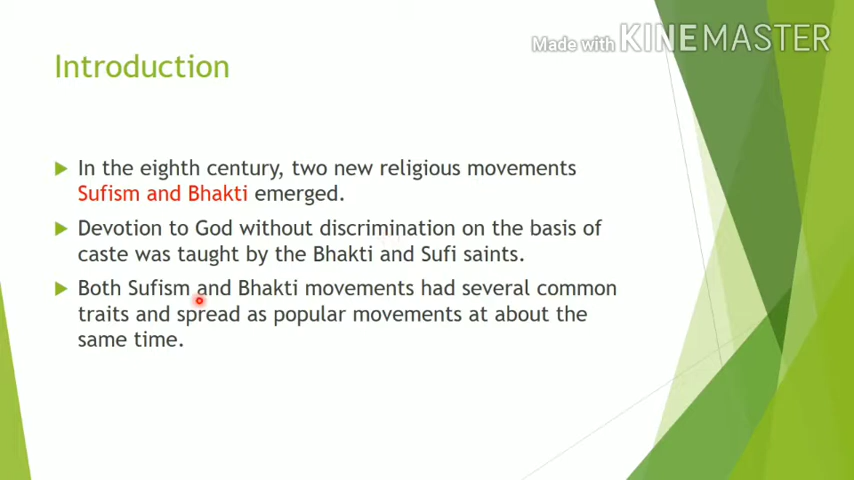 Made with KINEMASTER
Introduction
In the eighth century, two new religious movements
Sufism and Bhakti emerged.
Devotion to God without discrimination on the basis of
caste was taught by the Bhakti and Sufi saints.
Both Sufism and Bhakti movements had several common
traits and spread as popular movements at about the
same time.